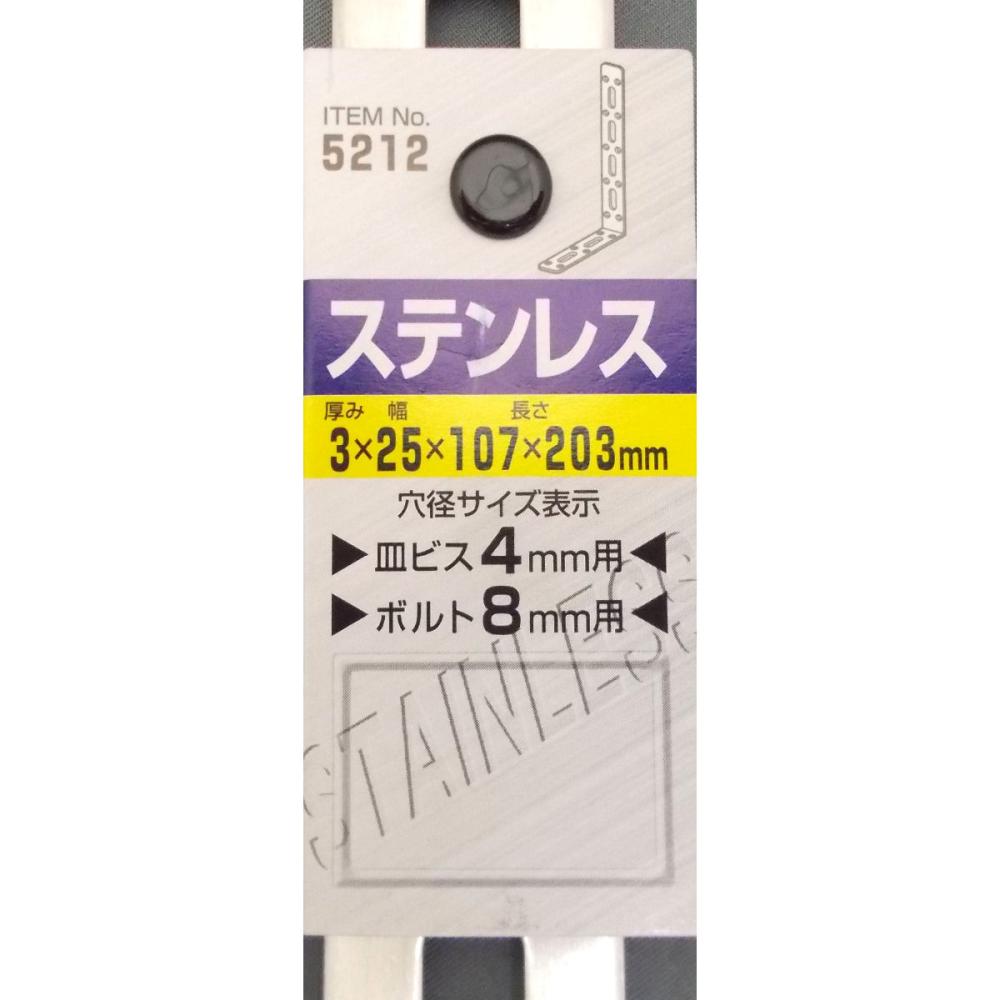 ITEM No.
5212
ステンレス
厚み 幅 長さ
3×25×107×203mm
穴径サイズ表示
▶皿ビス4mm用◀
▶ボルト8mm用◀
STAINLESS